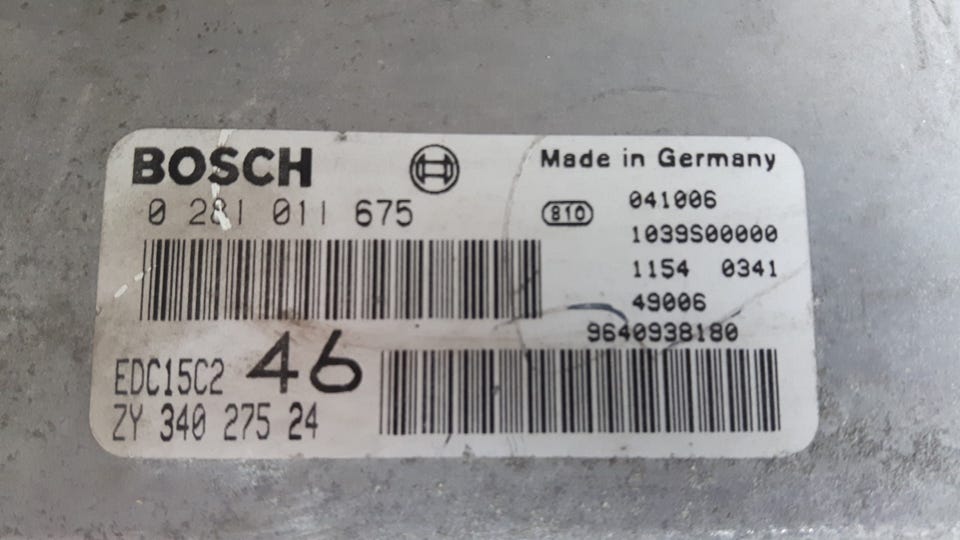 BOSCH
0 281 011 675
Made in Germany
810
041006
1039S00000
1154 0341
49006
9640938180
EDC15C2
46
ZY 340 275 24